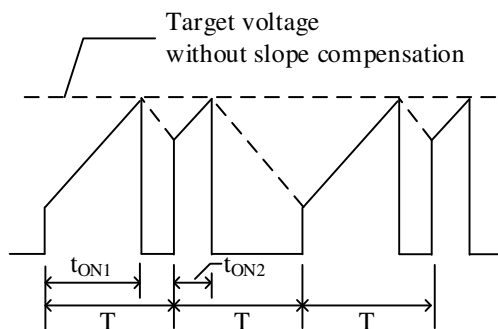 Target voltage
without slope compensation
tON1
tON2
T
T
T